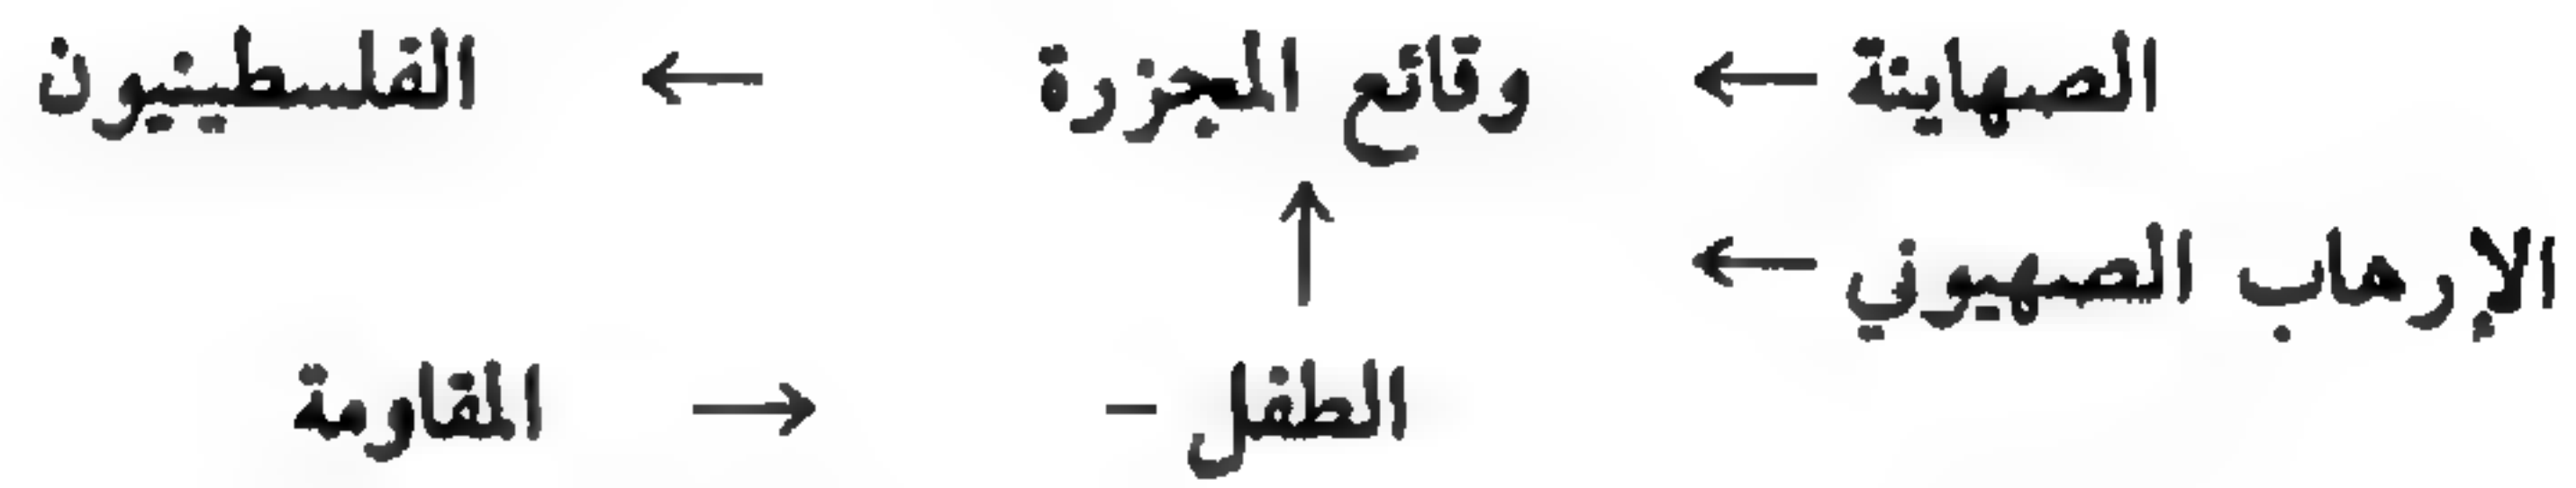 الصهاينة ← وقائع المجزرة ← الفلسطينيون
↑
الإرهاب الصهيوني ←
الطفل – → المقاومة